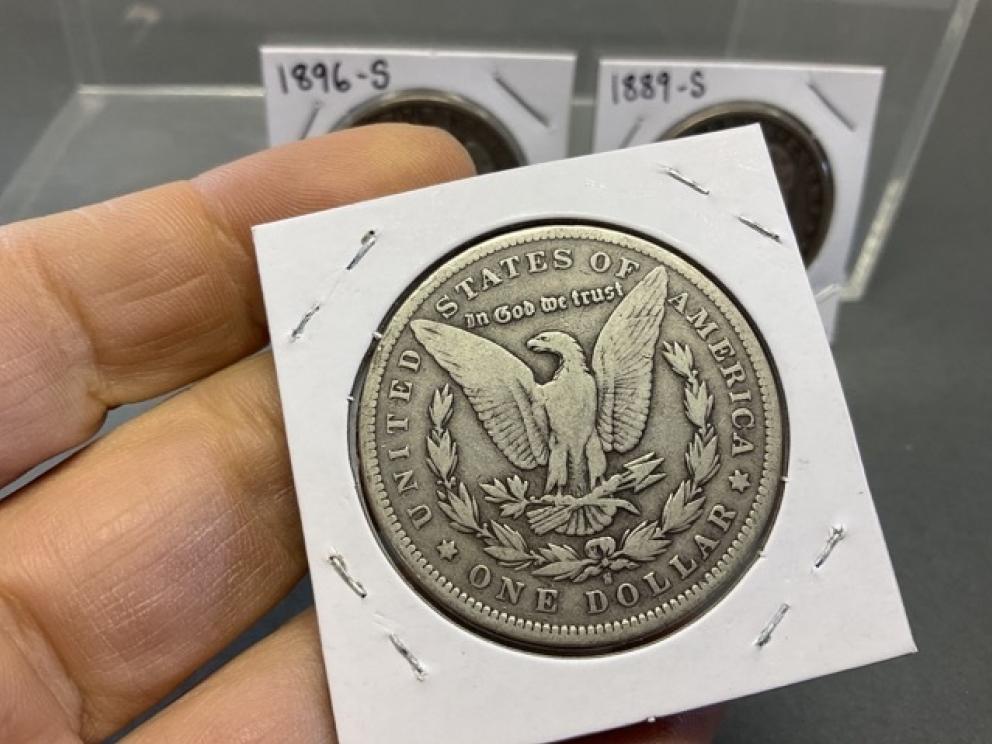 1896-S
1889-S
UNITED STATES OF AMERICA
In God we trust
ONE DOLLAR
S